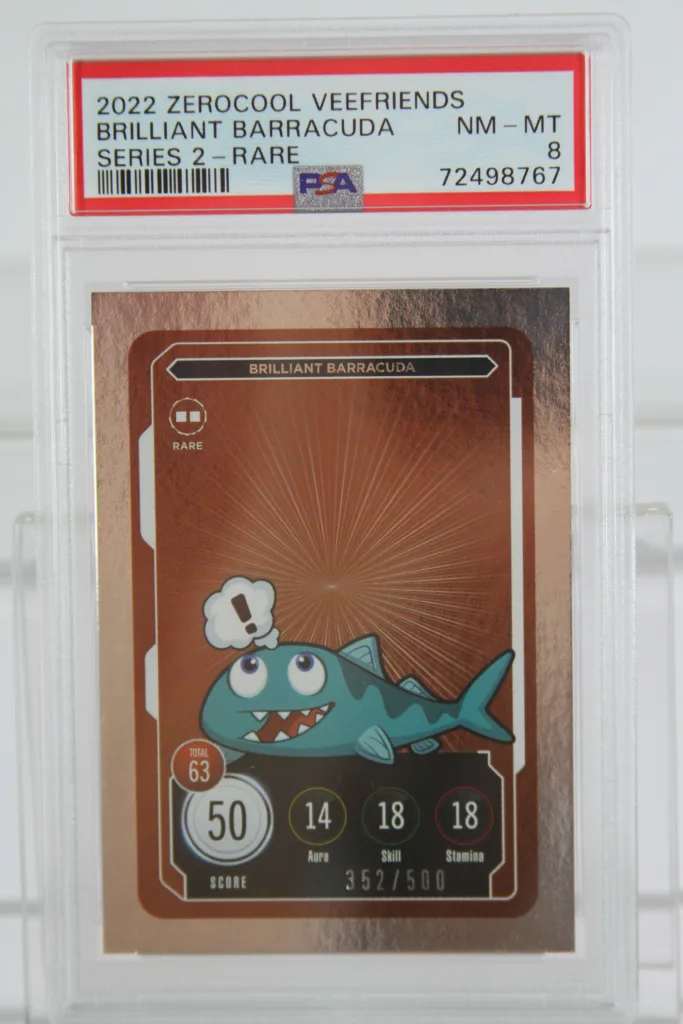 2022 ZEROCOOL VEEFRIENDS
BRILLIANT BARRACUDA NM - MT
SERIES 2 - RARE 8
PSA 72498767
BRILLIANT BARRACUDA
RARE
!
TOTAL
63
50 14 18 18
Aura Skill Stamina
SCORE 352/500